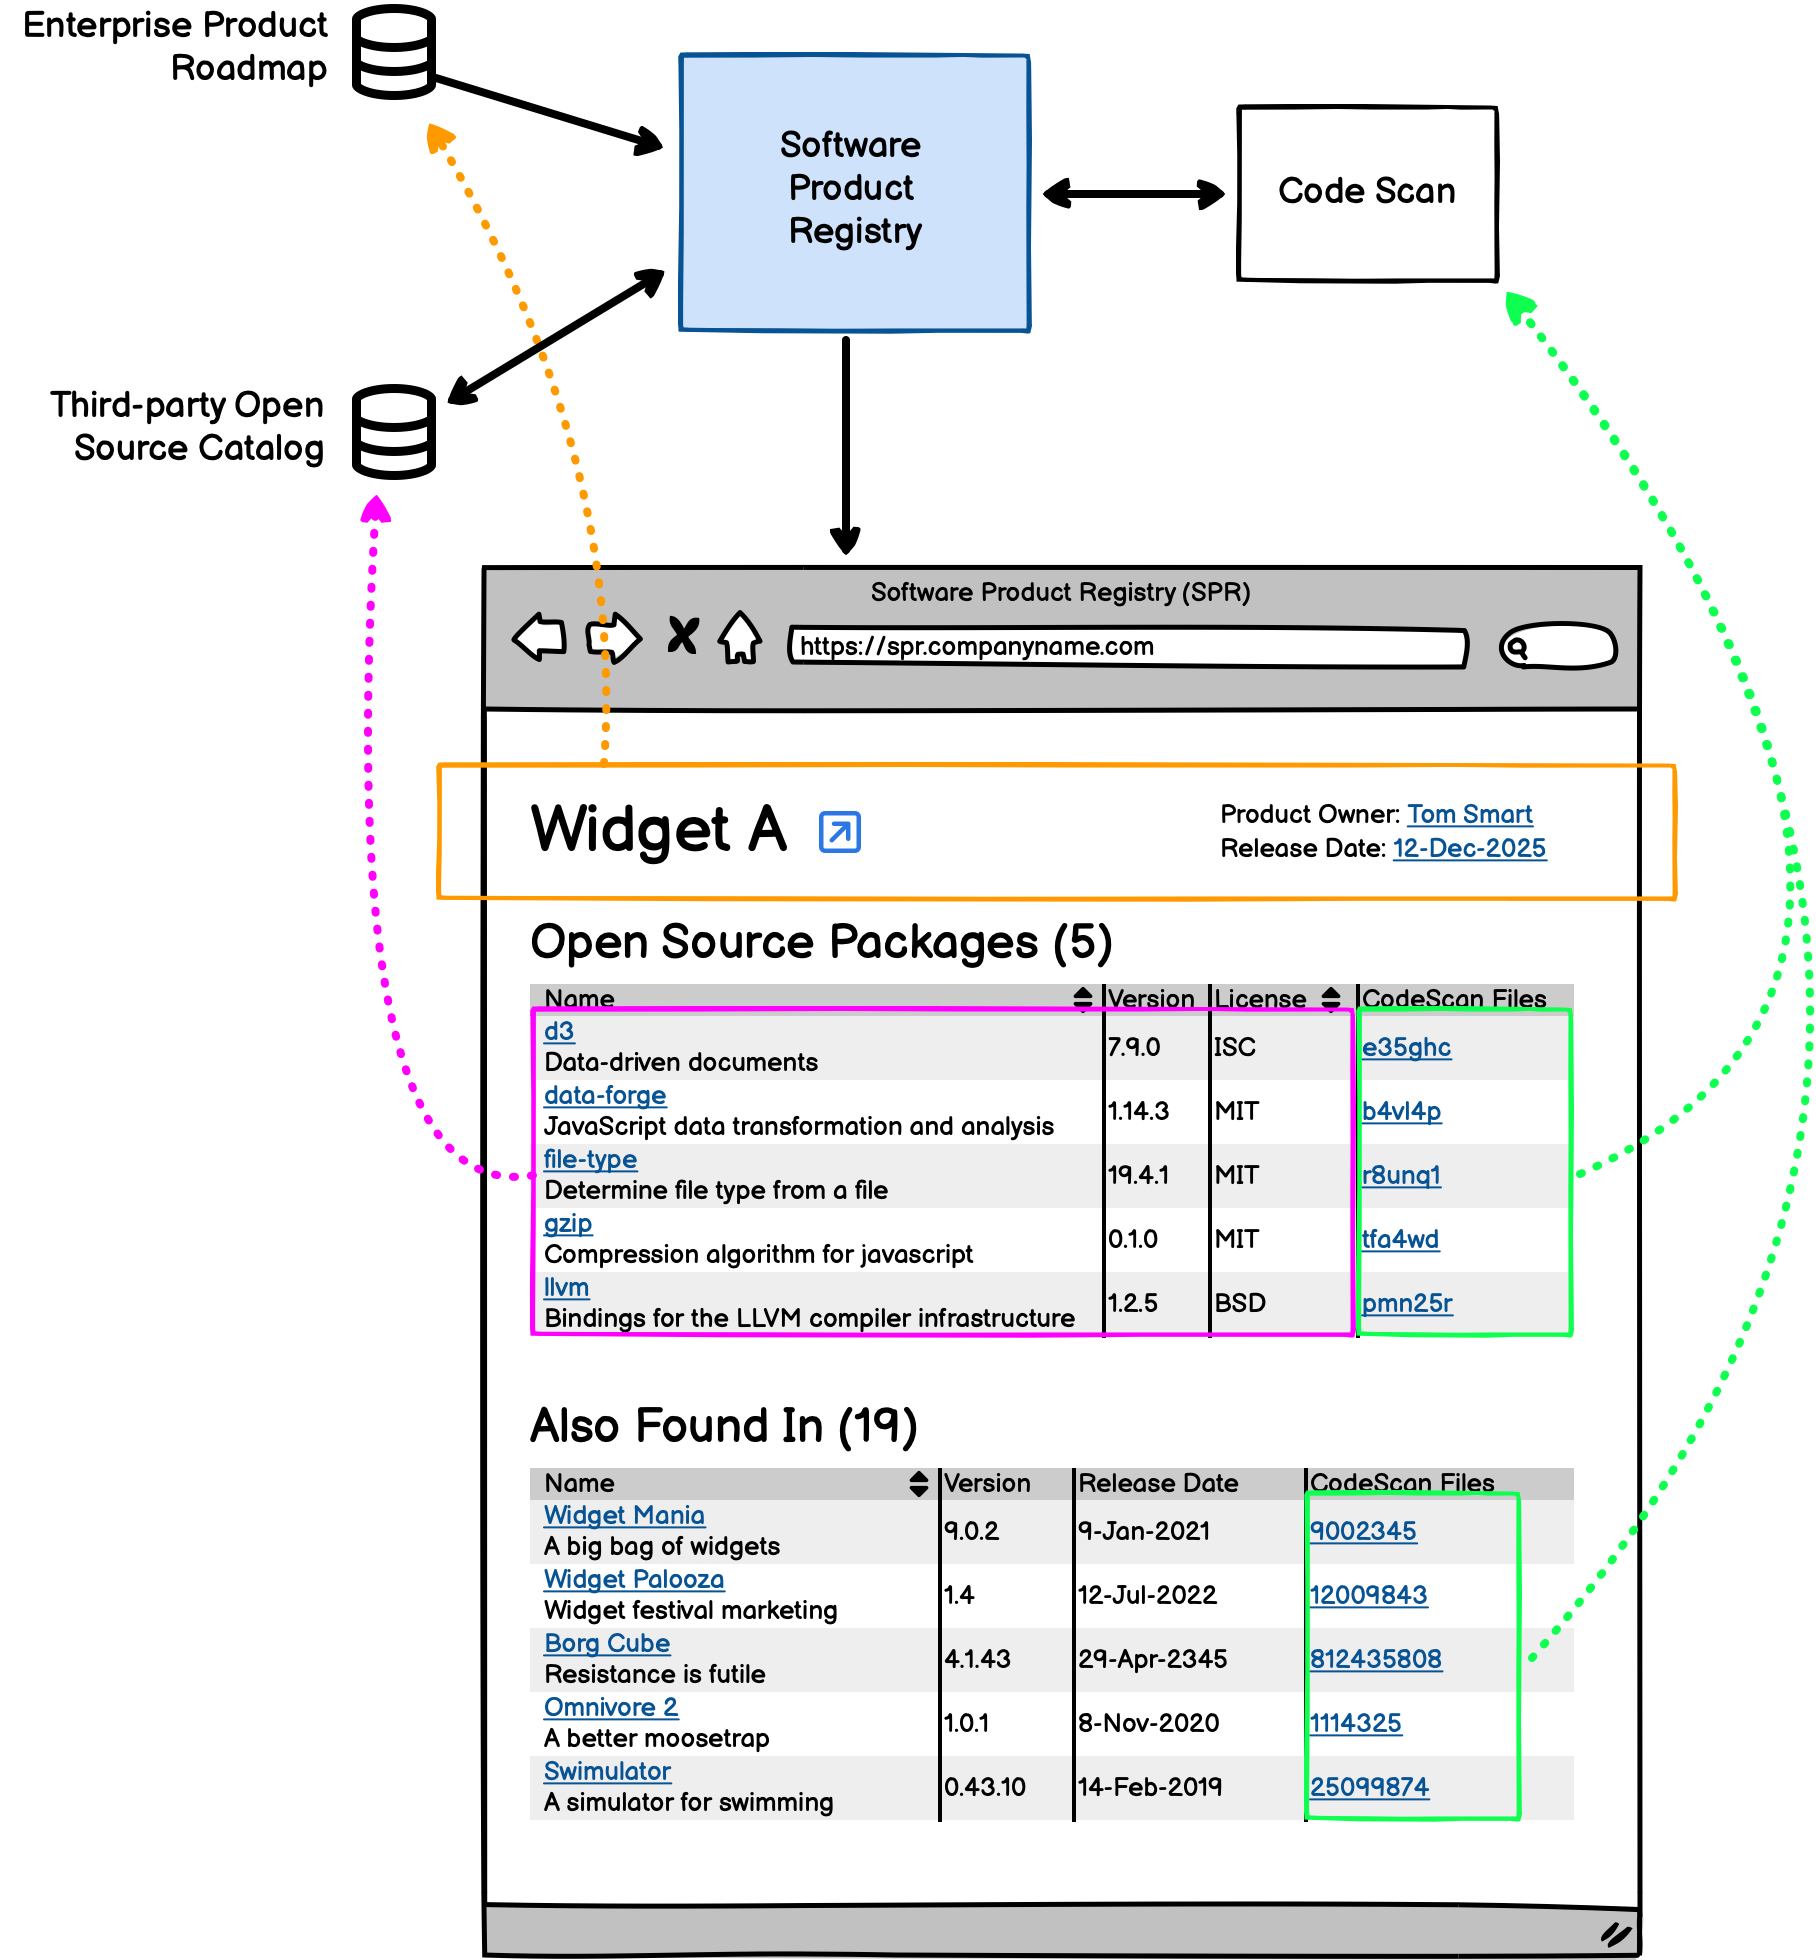 Enterprise Product
Roadmap
Software
Product
Registry
Code Scan
Third-party Open
Source Catalog
Software Product Registry (SPR)
https://spr.companyname.com
Widget A
Product Owner: Tom Smart
Release Date: 12-Dec-2025
Open Source Packages (5)
Name Version License CodeScan Files
d3
Data-driven documents
7.9.0 ISC e35ghc
data-forge
JavaScript data transformation and analysis
1.14.3 MIT b4vl4p
file-type
Determine file type from a file
19.4.1 MIT r8unq1
gzip
Compression algorithm for javascript
0.1.0 MIT tfa4wd
llvm
Bindings for the LLVM compiler infrastructure
1.2.5 BSD pmn25r
Also Found In (19)
Name Version Release Date CodeScan Files
Widget Mania
A big bag of widgets
9.0.2 9-Jan-2021 9002345
Widget Palooza
Widget festival marketing
1.4 12-Jul-2022 12009843
Borg Cube
Resistance is futile
4.1.43 29-Apr-2345 812435808
Omnivore 2
A better moosetrap
1.0.1 8-Nov-2020 1114325
Swimulator
A simulator for swimming
0.43.10 14-Feb-2019 25099874